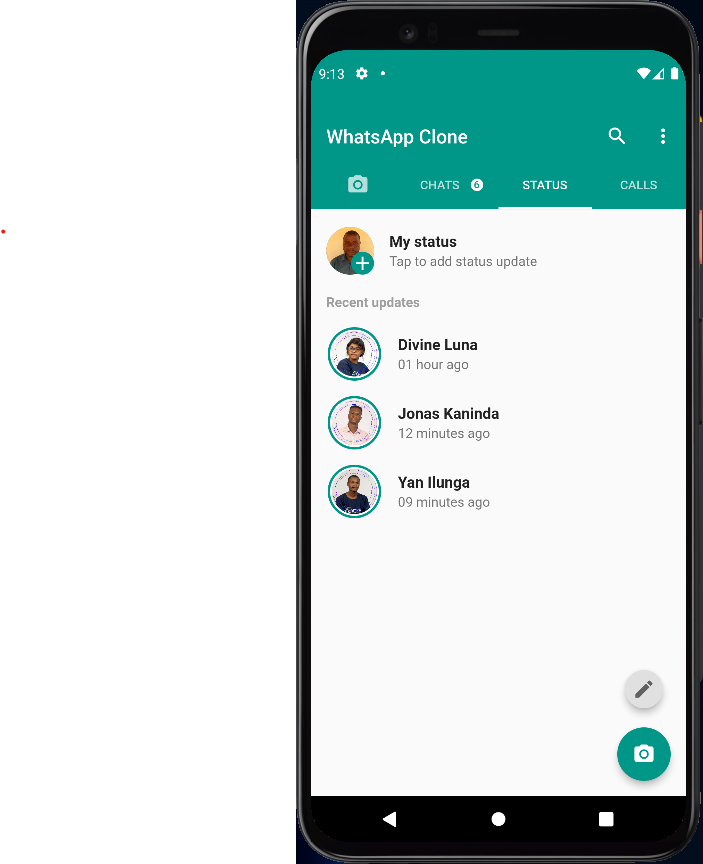 9:13
WhatsApp Clone
CHATS 6 STATUS CALLS
My status
Tap to add status update
Recent updates
Divine Luna
01 hour ago
Jonas Kaninda
12 minutes ago
Yan Ilunga
09 minutes ago